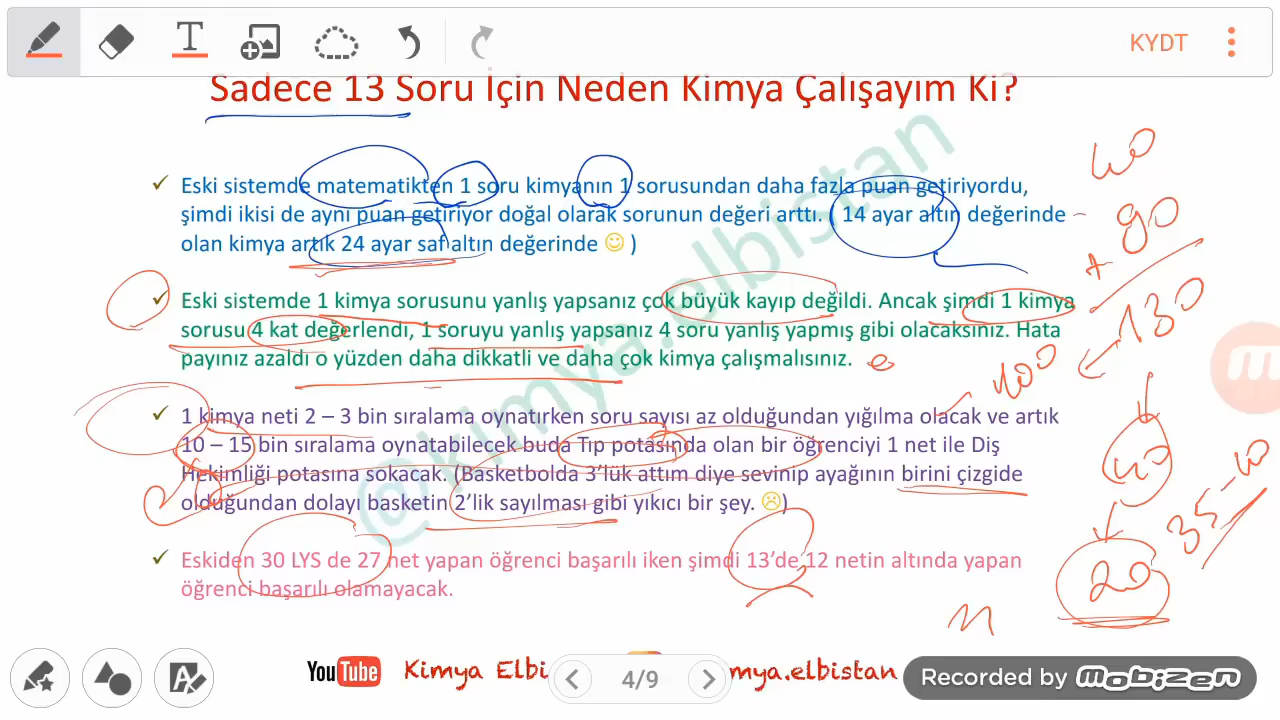 T
KYDT
Sadece 13 Soru İçin Neden Kimya Çalışayım Ki?
Eski sistemde matematikten 1 soru kimyanın 1 sorusundan daha fazla puan getiriyordu,
şimdi ikisi de aynı puan getiriyor doğal olarak sorunun değeri arttı. ( 14 ayar altın değerinde
olan kimya artık 24 ayar saf altın değerinde )
Eski sistemde 1 kimya sorusunu yanlış yapsanız çok büyük kayıp değildi. Ancak şimdi 1 kimya
sorusu 4 kat değerlendi, 1 soruyu yanlış yapsanız 4 soru yanlış yapmış gibi olacaksınız. Hata
payınız azaldı o yüzden daha dikkatli ve daha çok kimya çalışmalısınız.
1 kimya neti 2 – 3 bin sıralama oynatırken soru sayısı az olduğundan yığılma olacak ve artık
10 – 15 bin sıralama oynatabilecek buda Tıp potasında olan bir öğrenciyi 1 net ile Diş
Hekimliği potasına sokacak. (Basketbolda 3’lük attım diye sevinip ayağının birini çizgide
olduğundan dolayı basketin 2’lik sayılması gibi yıkıcı bir şey. )
Eskiden 30 LYS de 27 net yapan öğrenci başarılı iken şimdi 13’de 12 netin altında yapan
öğrenci başarılı olamayacak.
@kimya.elbistan
40
90
+
130
100
40
35-40
20
YouTube Kimya Elbi
4/9
mya.elbistan
Recorded by mobizen